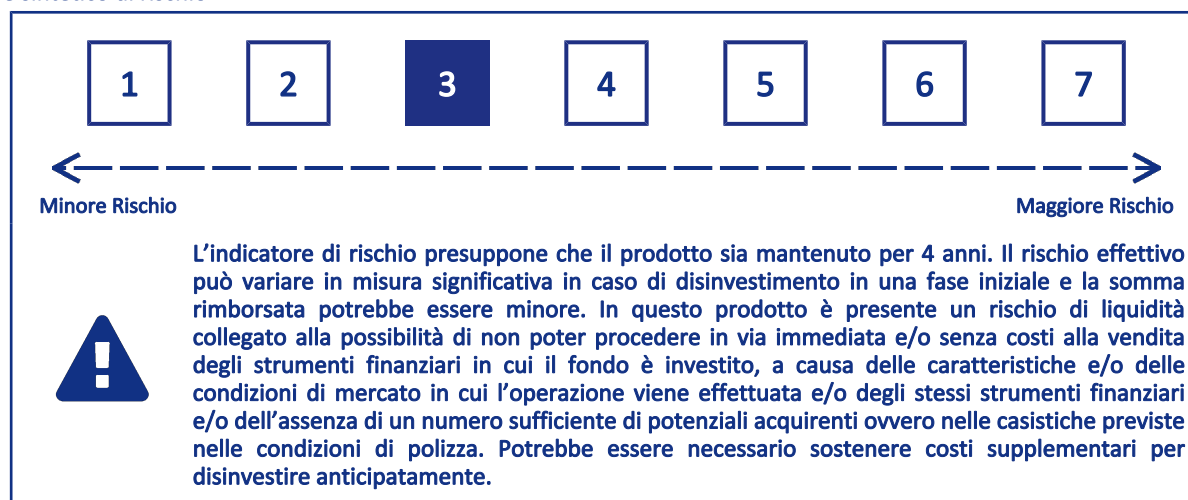 1 2 3 4 5 6 7
Minore Rischio Maggiore Rischio
L'indicatore di rischio presuppone che il prodotto sia mantenuto per 4 anni. Il rischio effettivo
può variare in misura significativa in caso di disinvestimento in una fase iniziale e la somma
rimborsata potrebbe essere minore. In questo prodotto è presente un rischio di liquidità
collegato alla possibilità di non poter procedere in via immediata e/o senza costi alla vendita
degli strumenti finanziari in cui il fondo è investito, a causa delle caratteristiche e/o delle
condizioni di mercato in cui l'operazione viene effettuata e/o degli stessi strumenti finanziari
e/o dell'assenza di un numero sufficiente di potenziali acquirenti ovvero nelle casistiche previste
nelle condizioni di polizza. Potrebbe essere necessario sostenere costi supplementari per
disinvestire anticipatamente.